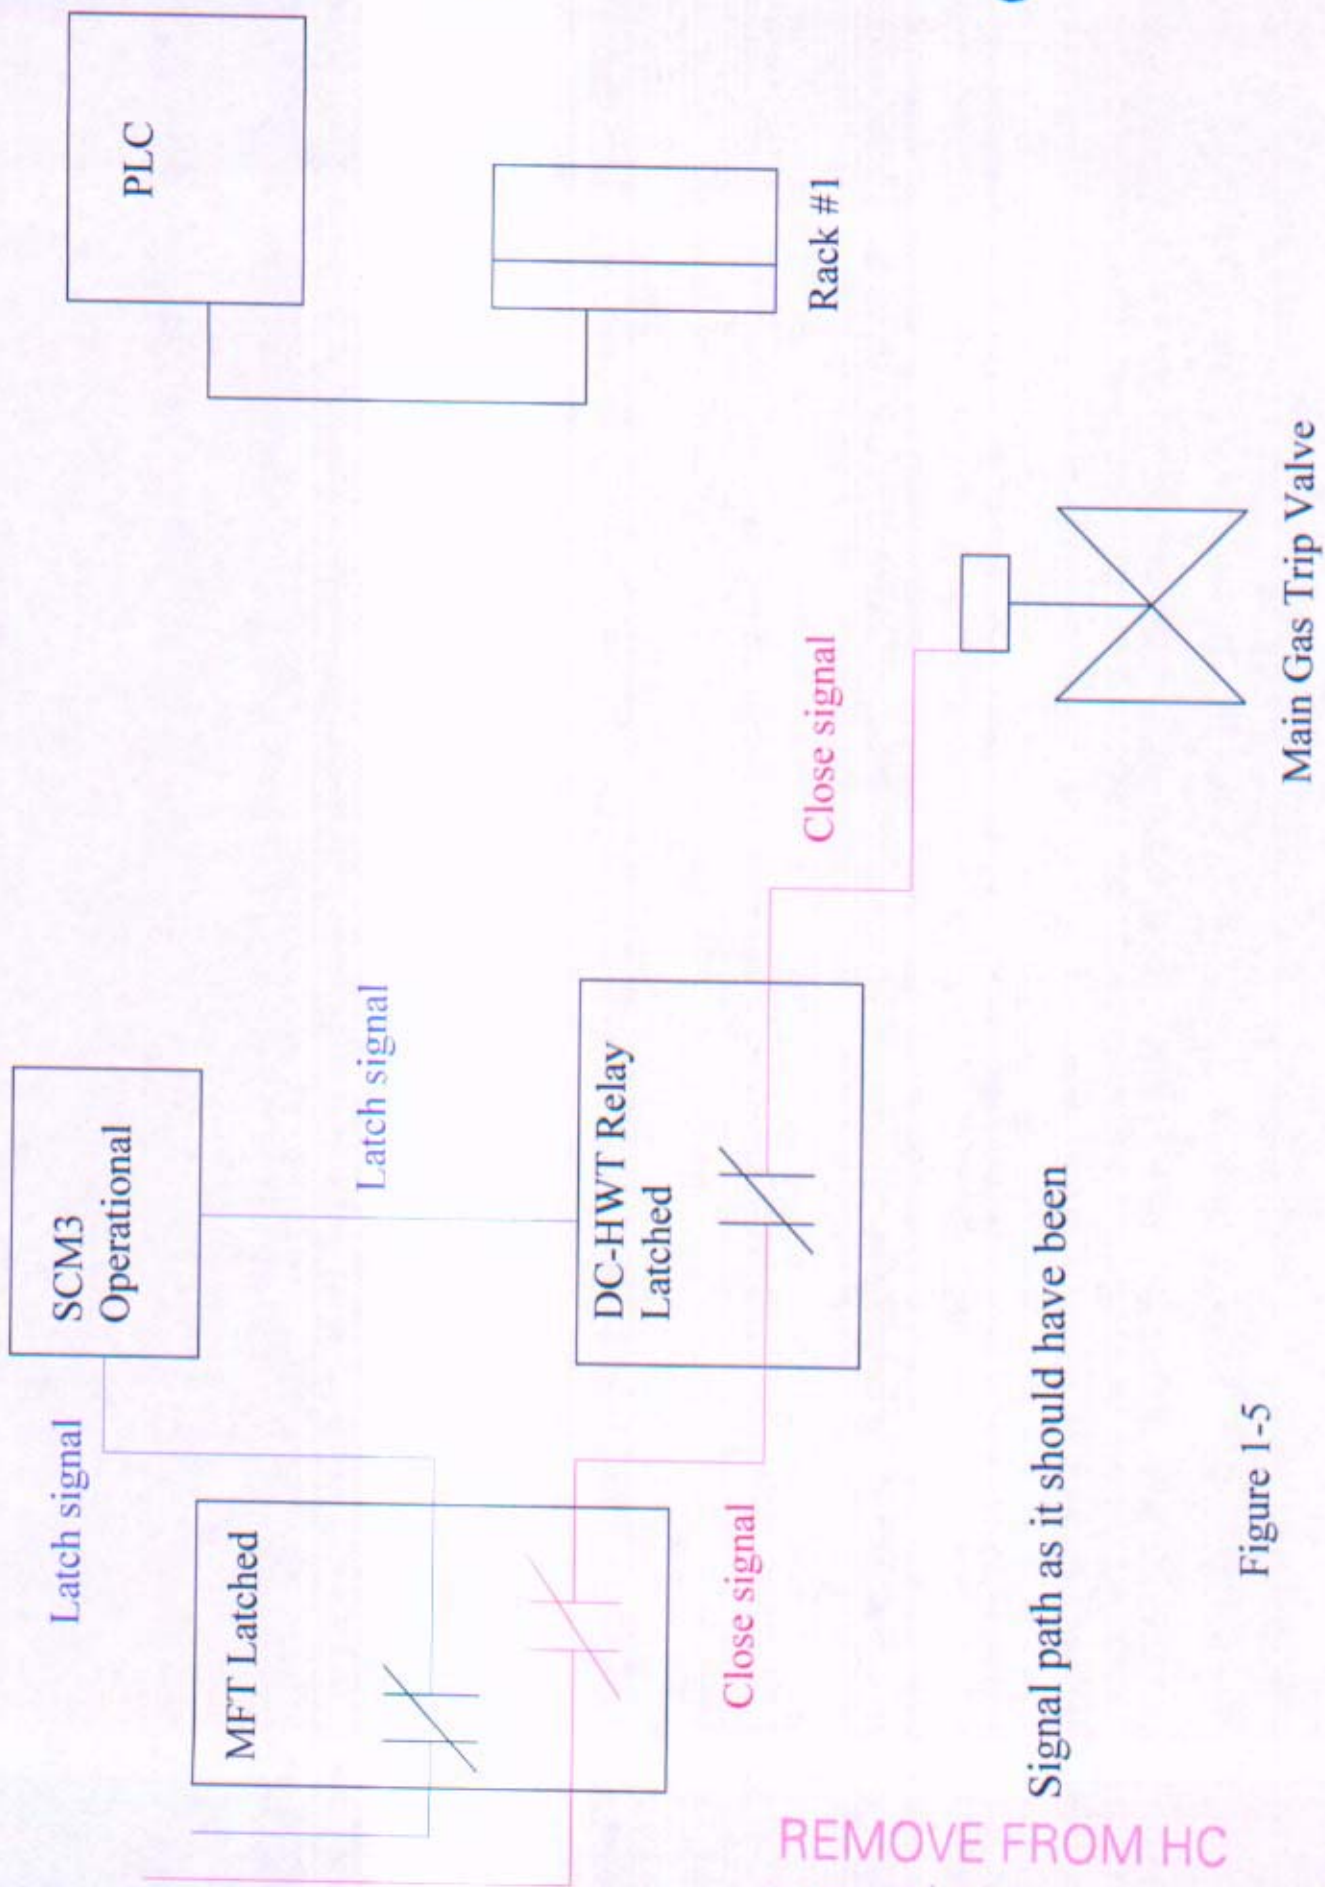 Latch signal
SCM3
Operational
PLC
MFT Latched
Latch signal
Rack #1
DC-HWT Relay
Latched
Close signal
Close signal
Signal path as it should have been
Main Gas Trip Valve
Figure 1-5
REMOVE FROM HC